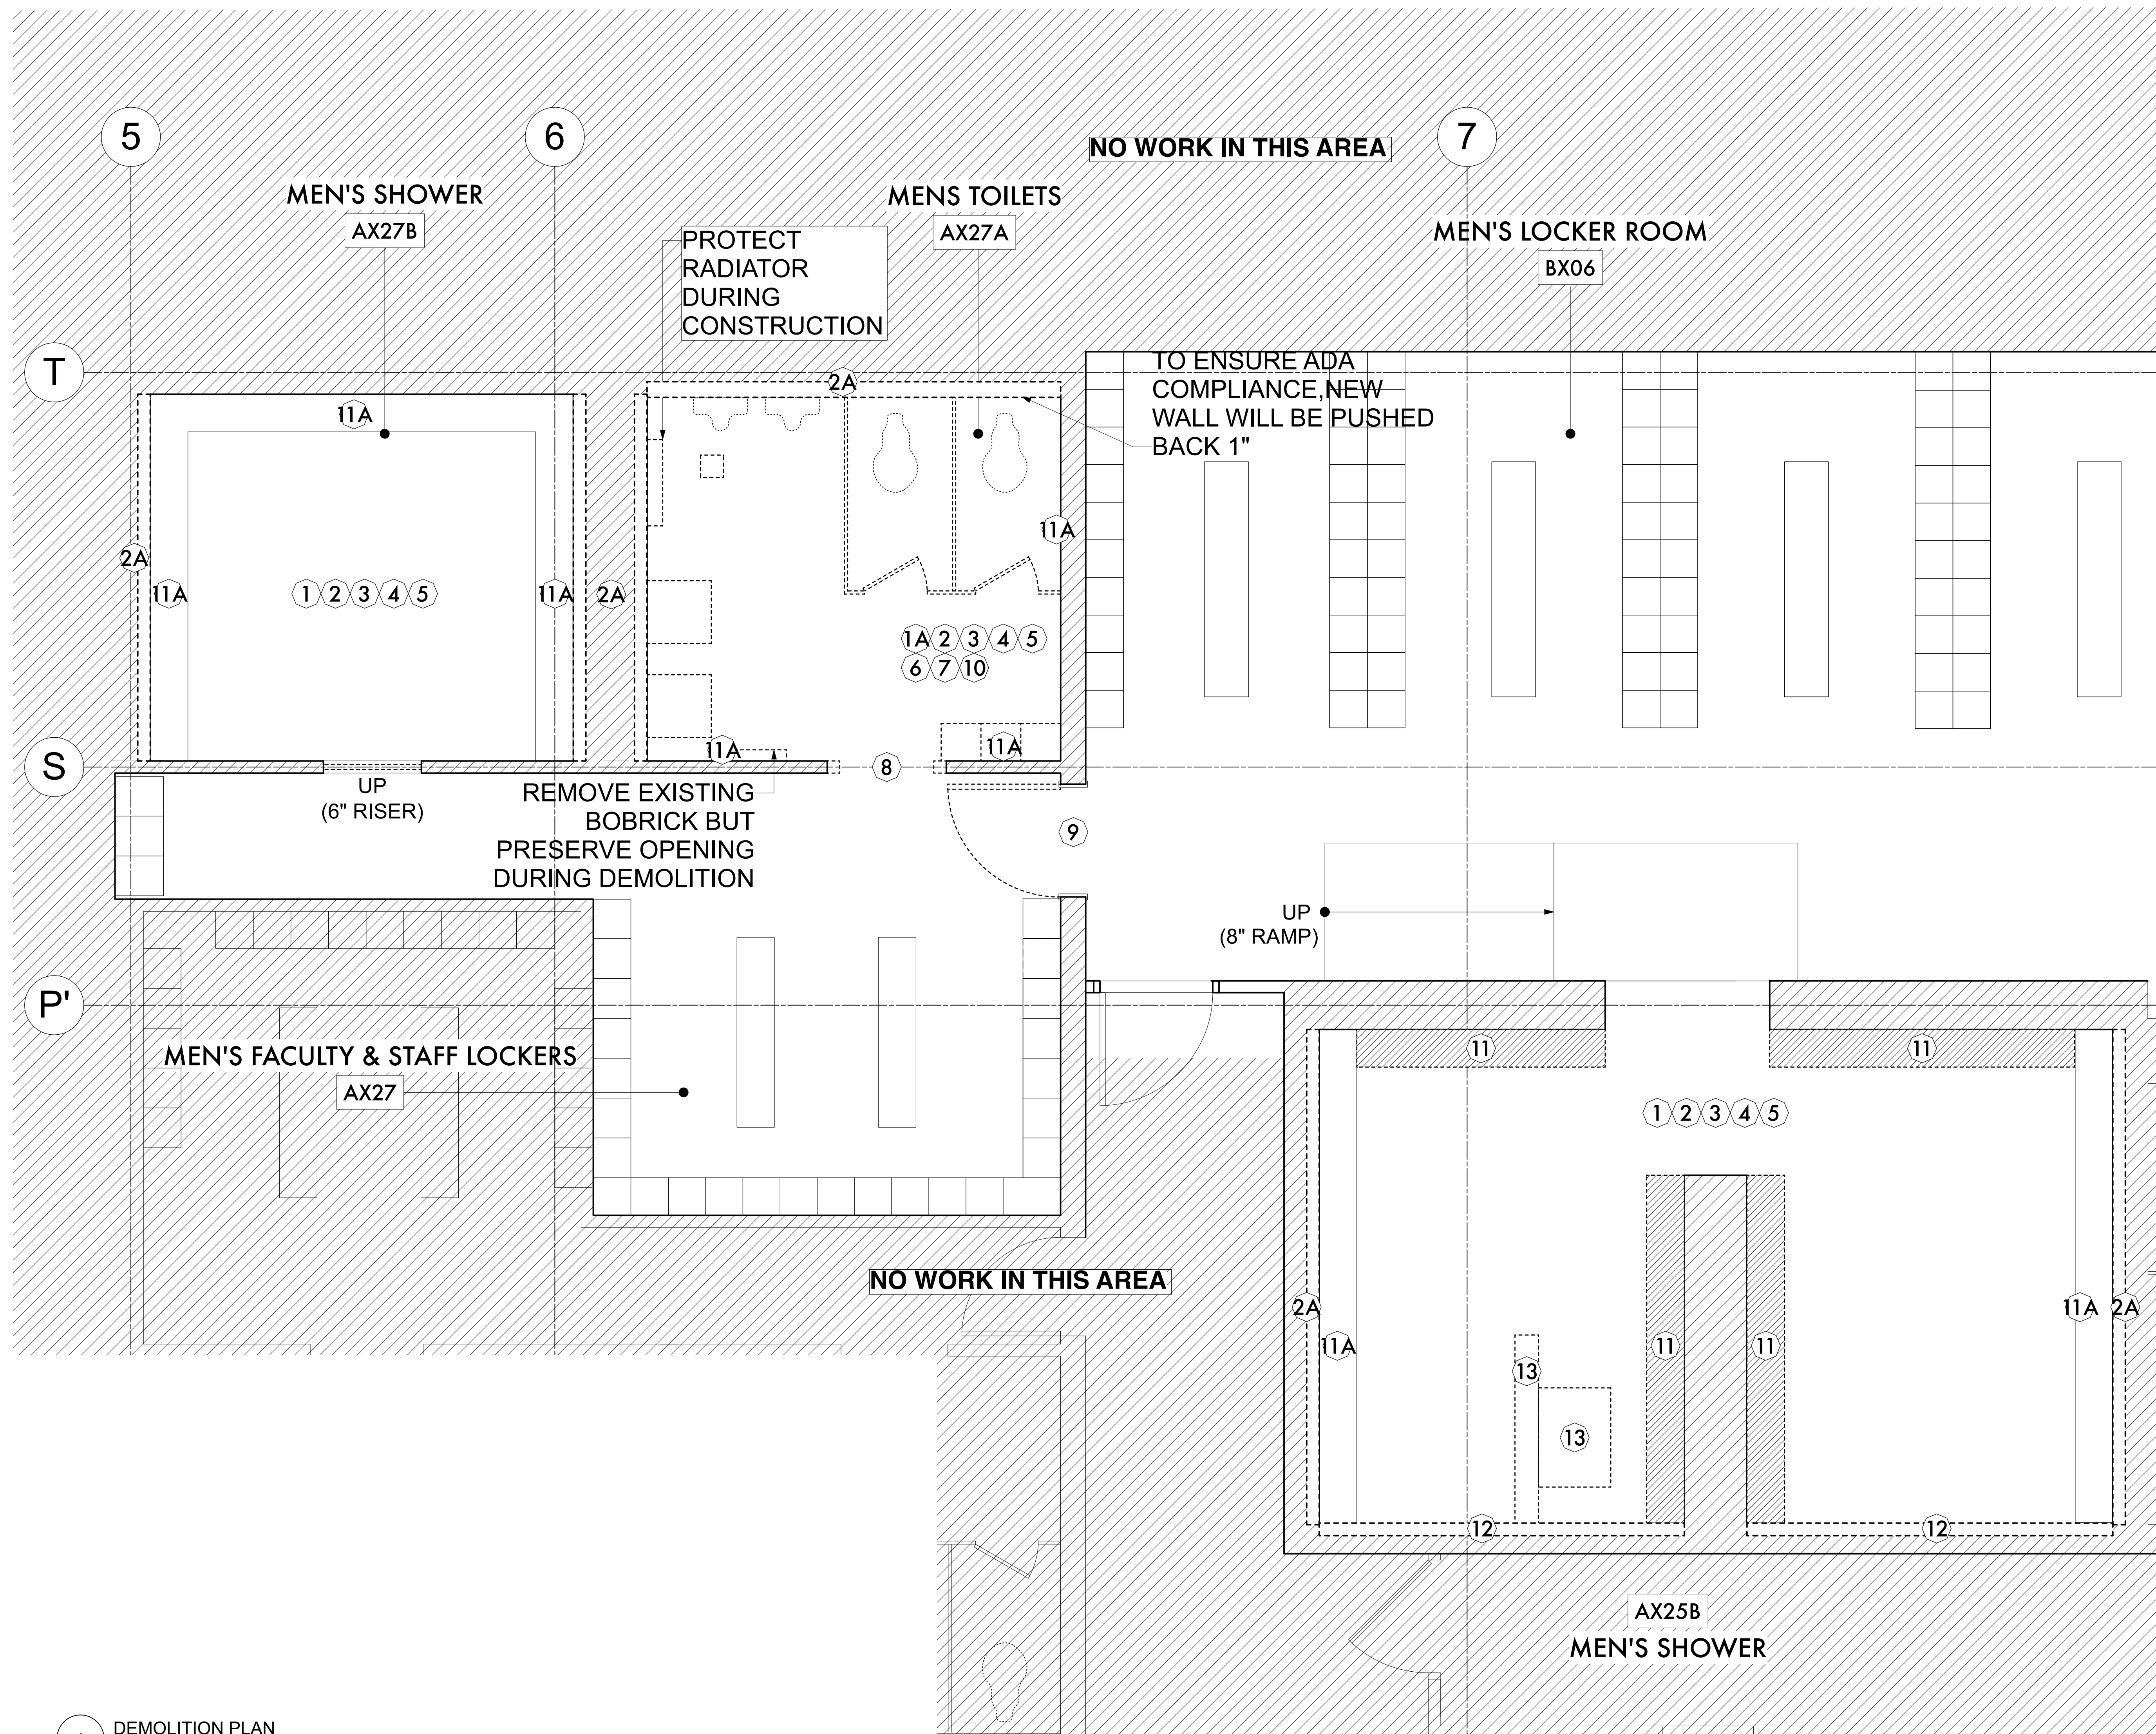 5
6
7
NO WORK IN THIS AREA
MEN'S SHOWER
AX27B
MENS TOILETS
AX27A
MEN'S LOCKER ROOM
BX06
PROTECT
RADIATOR
DURING
CONSTRUCTION
T
2A
TO ENSURE ADA
COMPLIANCE,NEW
WALL WILL BE PUSHED
BACK 1"
11A
11A
2A
11A
1 2 3 4 5
11A
2A
1A 2 3 4 5
6 7 10
11A
11A
S
8
UP
(6" RISER)
REMOVE EXISTING
BOBRICK BUT
PRESERVE OPENING
DURING DEMOLITION
9
UP
(8" RAMP)
P'
MEN'S FACULTY & STAFF LOCKERS
AX27
11
11
1 2 3 4 5
NO WORK IN THIS AREA
2A
11A
2A
11A
11
11
13
13
12
12
AX25B
MEN'S SHOWER
DEMOLITION PLAN